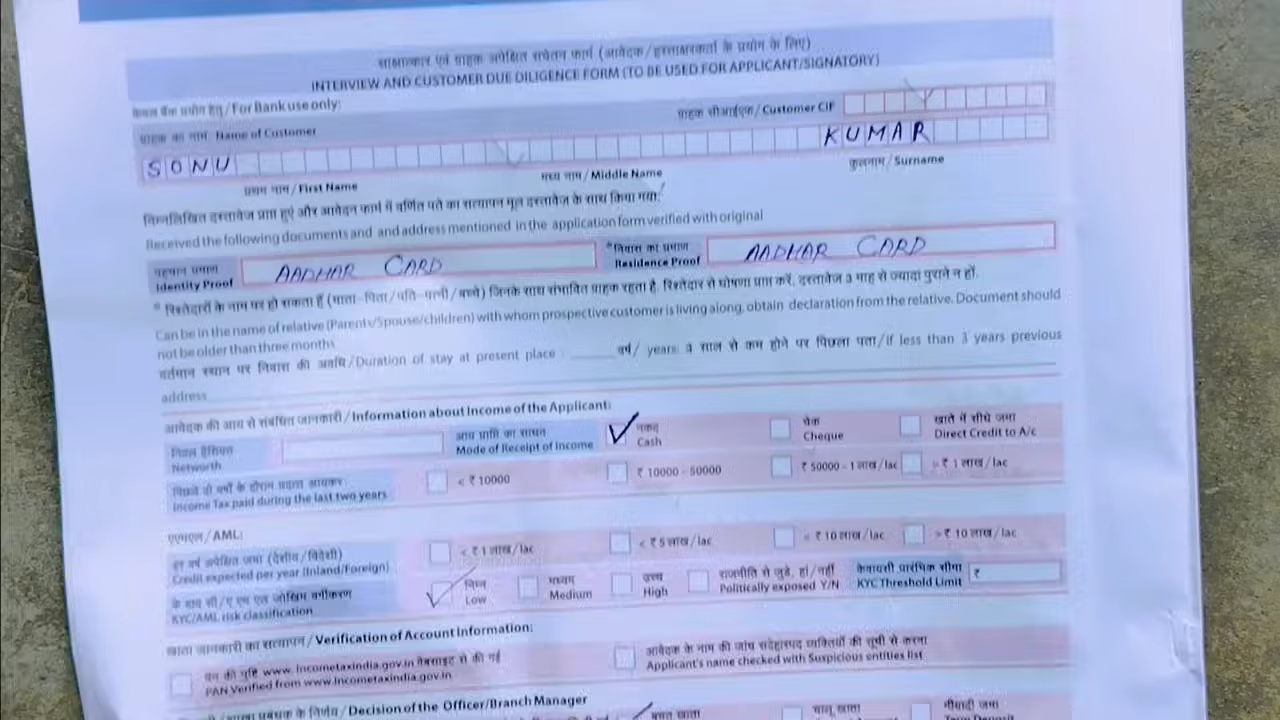 साक्षात्कार एवं ग्राहक अपेक्षित सचेतन फार्म (आवेदक/हस्ताक्षरकर्ता के प्रयोग के लिए)
INTERVIEW AND CUSTOMER DUE DILIGENCE FORM (TO BE USED FOR APPLICANT/SIGNATORY)
केवल बैंक प्रयोग हेतु/For Bank use only:
ग्राहक सीआईएफ/Customer CIF
ग्राहक का नाम Name of Customer
SONU KUMAR
प्रथम नाम/First Name मध्य नाम/Middle Name कुलनाम/Surname
निम्नलिखित दस्तावेज प्राप्त हुएं और आवेदन फार्म में वर्णित पते का सत्यापन मूल दस्तावेज के साथ किया गया/
Received the following documents and and address mentioned in the application form verified with original
पहचान प्रमाण
Identity Proof AADHAR CARD
*निवास का प्रमाण
Residence Proof AADHAR CARD
* रिश्तेदारों के नाम पर हो सकता हैं (माता-पिता/पति-पत्नी/बच्चे) जिनके साथ संभावित ग्राहक रहता है. रिश्तेदार से घोषणा प्राप्त करें, दस्तावेज 3 माह से ज्यादा पुराने न हों.
Can be in the name of relative (Parents/Spouse/children) with whom prospective customer is living along, obtain declaration from the relative. Document should
not be older than three months
वर्तमान स्थान पर निवास की अवधि/Duration of stay at present place : वर्ष/ years: 3 साल से कम होने पर पिछला पता/If less than 3 years previous
address
आवेदक की आय से संबंधित जानकारी/Information about Income of the Applicant:
Networth
आय प्राप्ति का साधन
Mode of Receipt of Income
नकद
Cash
चेक
Cheque
खाते में सीधे जमा
Direct Credit to A/c
पिछले दो वर्षों के दौरान प्रदत्त आयकर
Income Tax paid during the last two years
< ₹ 10000
₹ 10000 - 50000
₹ 50000 - 1 लाख/lac
> ₹ 1 लाख/lac
एएमएल/AML:
हर वर्ष अपेक्षित जमा (देशीय/विदेशी)
Credit expected per year (Inland/Foreign)
< ₹ 1 लाख/lac
< ₹ 5 लाख/lac
< ₹ 10 लाख/lac
> ₹ 10 लाख/lac
KYC/AML risk classification
निम्न
Low
मध्यम
Medium
उच्च
High
राजनीति से जुड़े, हां/नहीं
Politically exposed Y/N
केवायसी प्रारंभिक सीमा
KYC Threshold Limit
₹
खाता जानकारी का सत्यापन/Verification of Account Information:
पैन की पुष्टि www.Incometaxindia.gov.in वेबसाइट से की गई
PAN Verified from www.Incometaxindia.gov.in
आवेदक के नाम की जांच संदेहास्पद व्यक्तियों की सूची से करना
Applicant's name checked with Suspicious entities list
के निर्णय/Decision of the Officer/Branch Manager
बचत खाता
चालू खाता
मीयादी जमा
Term Deposit